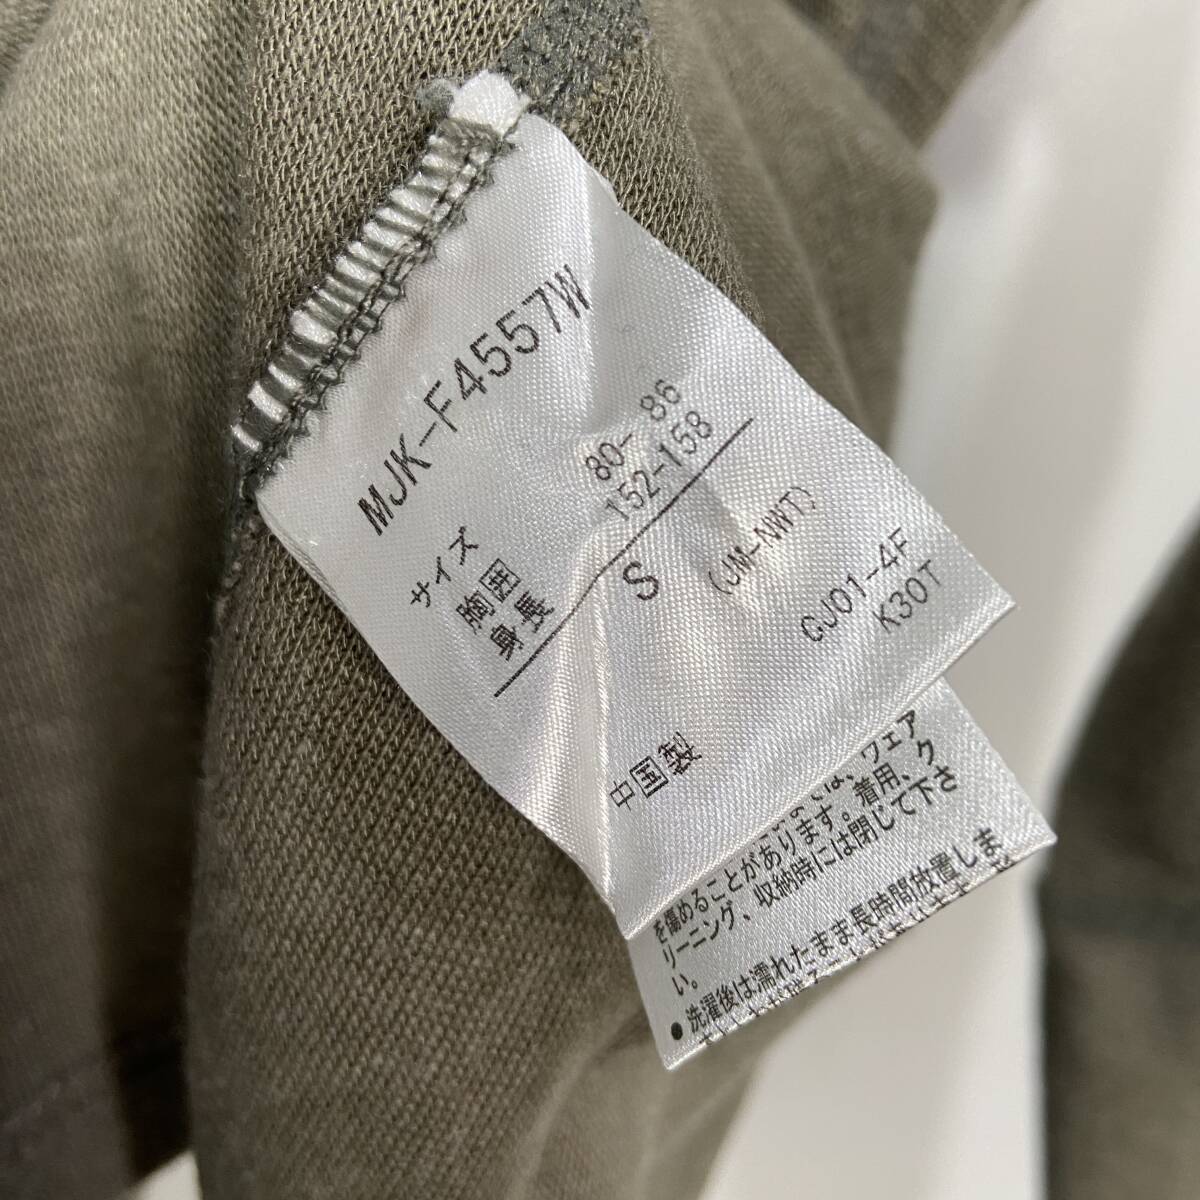 MJK-F4557W
サイズ
胸囲 80- 86
身長 152-158
S
(JM-NWT)
GJ01-4F
K30T
中国製
では、ウェア
を傷めることがあります。着用、ク
リーニング、収納時には閉じて下さ
い。
●洗濯後は濡れたまま長時間放置しま